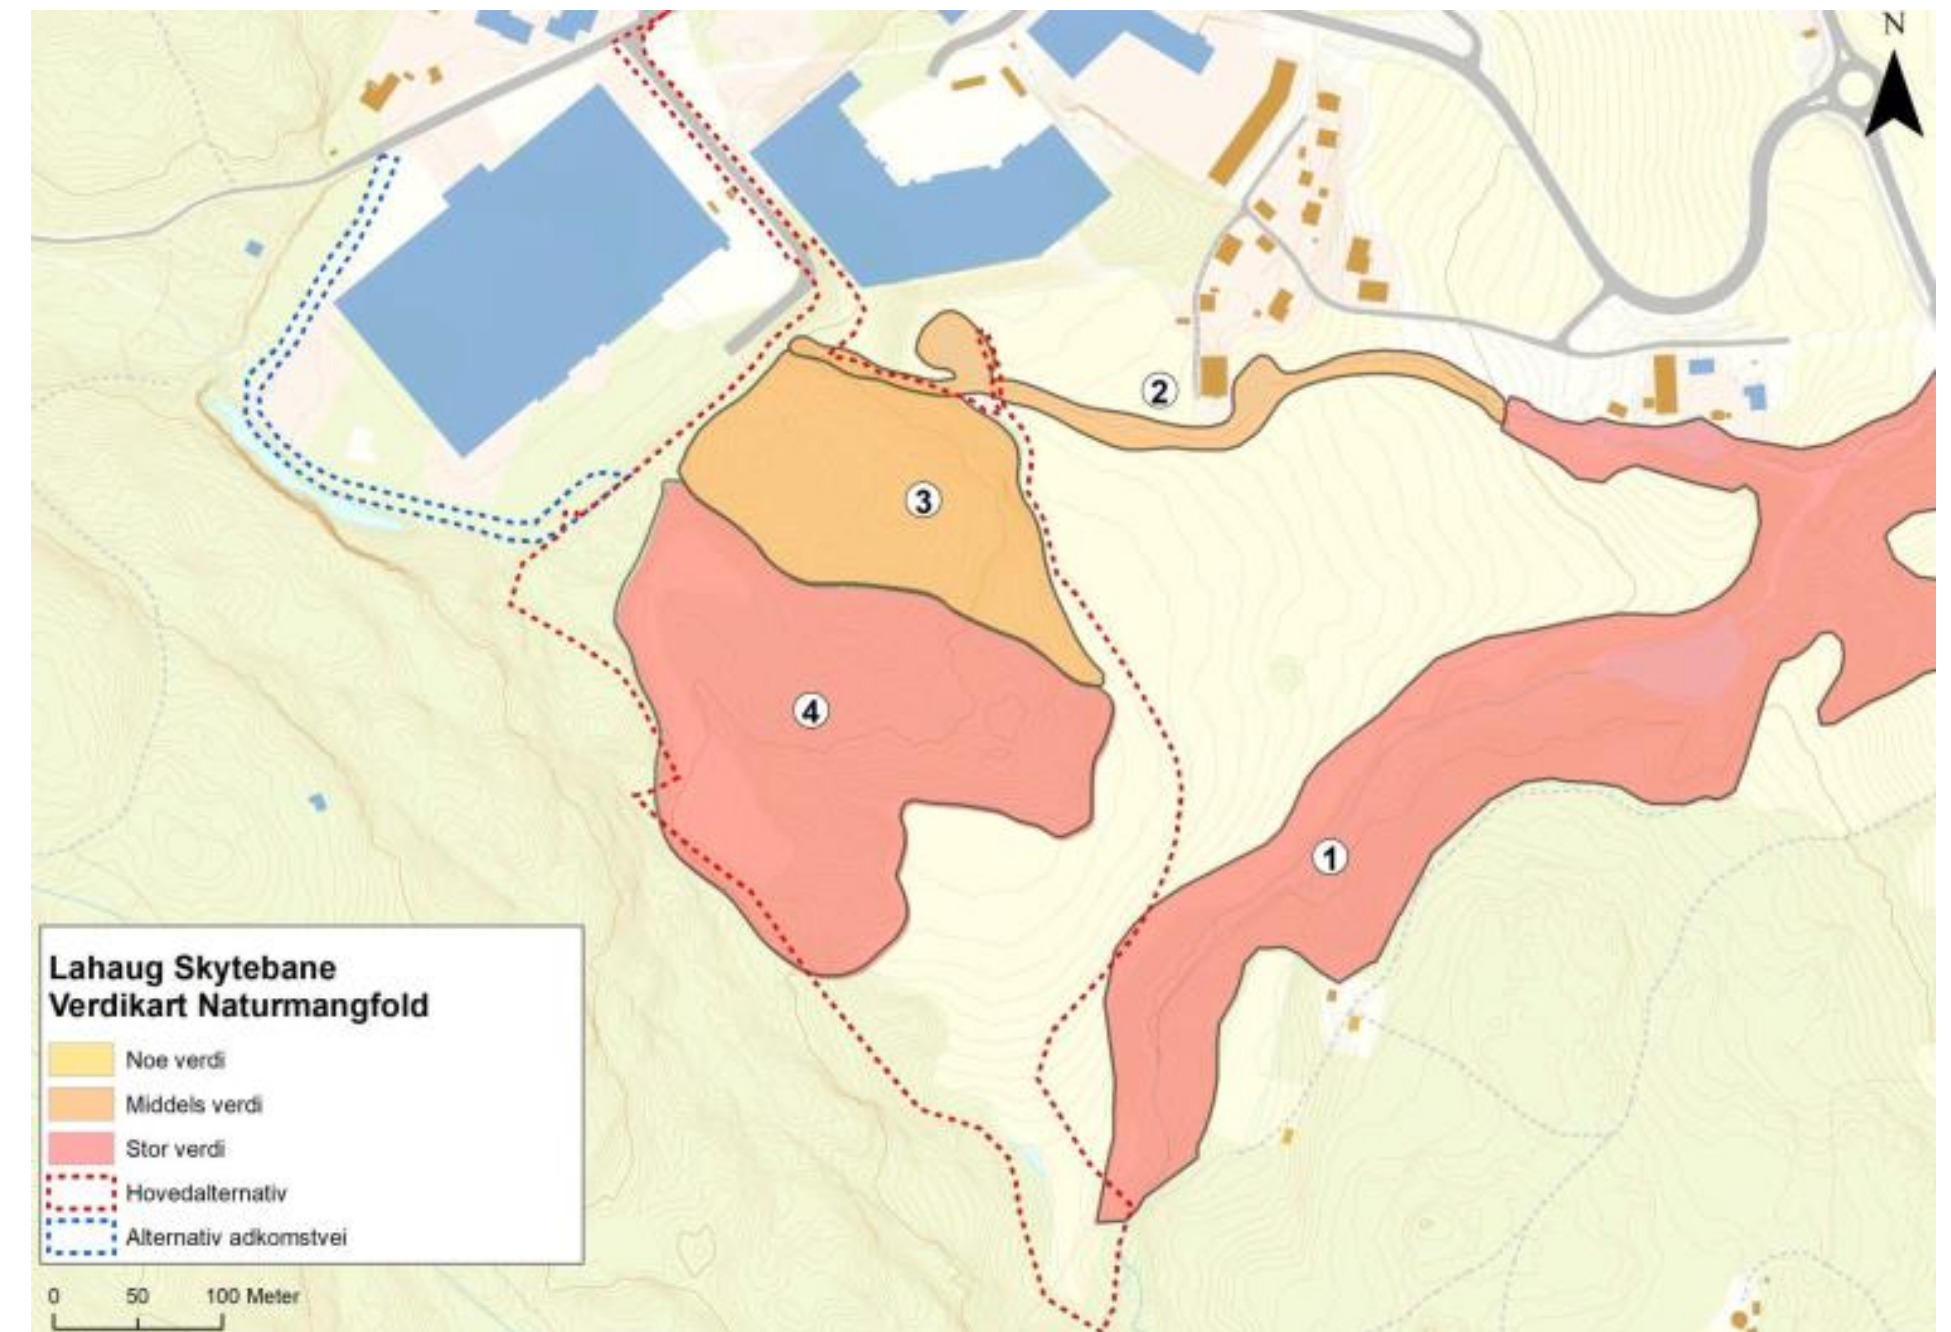 N
2
3
4
1
Lahaug Skytebane
Verdikart Naturmangfold
Noe verdi
Middels verdi
Stor verdi
Hovedalternativ
Alternativ adkomstvei
0 50 100 Meter